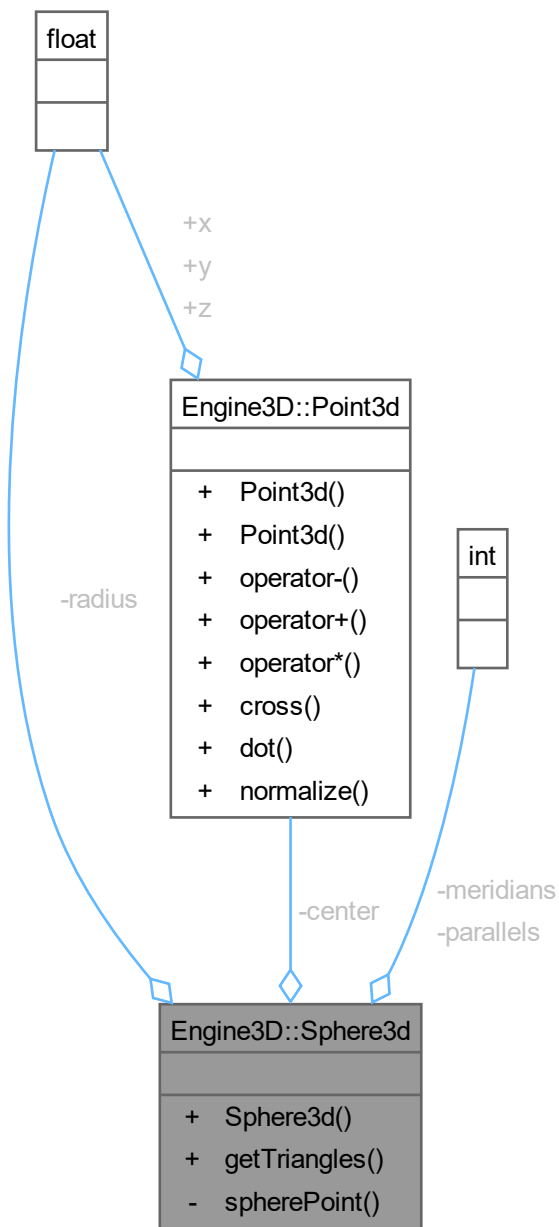 float
+x
+y
+z
Engine3D::Point3d
+ Point3d()
+ Point3d()
+ operator-()
+ operator+()
+ operator*()
+ cross()
+ dot()
+ normalize()
int
-radius
-center
-meridians
-parallels
Engine3D::Sphere3d
+ Sphere3d()
+ getTriangles()
- spherePoint()